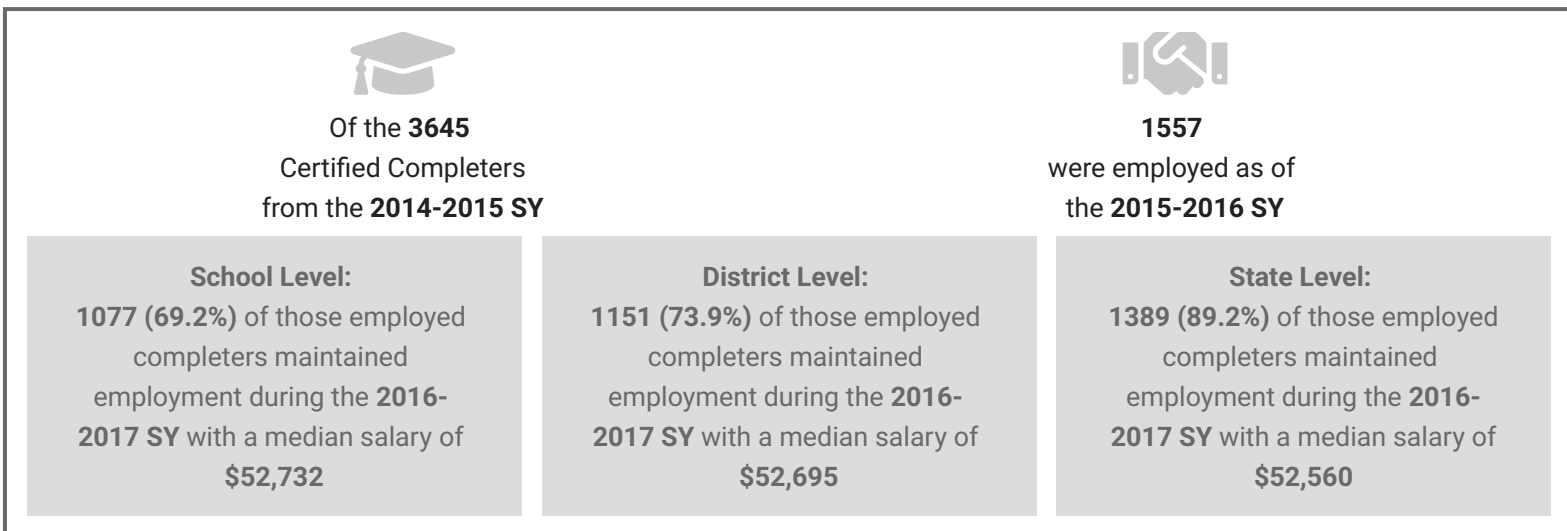 Of the 3645
Certified Completers
from the 2014-2015 SY
1557
were employed as of
the 2015-2016 SY
School Level:
1077 (69.2%) of those employed
completers maintained
employment during the 2016-
2017 SY with a median salary of
$52,732
District Level:
1151 (73.9%) of those employed
completers maintained
employment during the 2016-
2017 SY with a median salary of
$52,695
State Level:
1389 (89.2%) of those employed
completers maintained
employment during the 2016-
2017 SY with a median salary of
$52,560